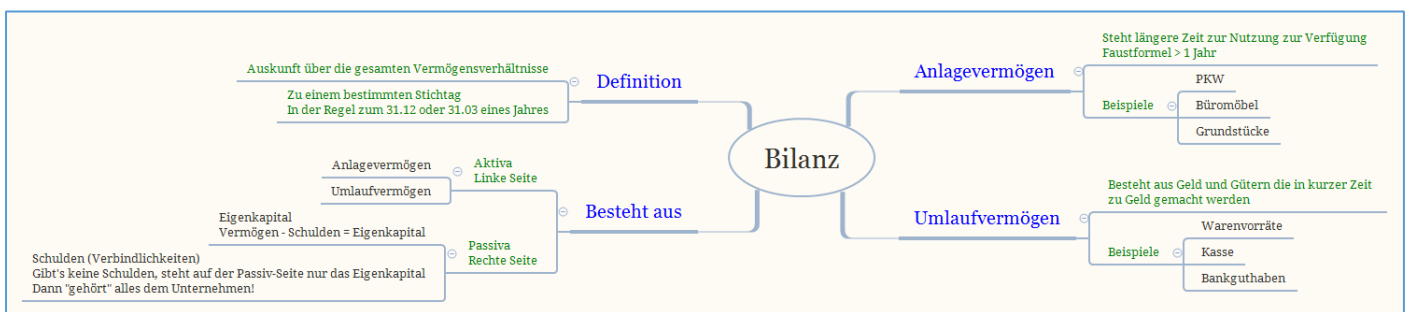 Bilanz
Definition
Auskunft über die gesamten Vermögensverhältnisse
Zu einem bestimmten Stichtag
In der Regel zum 31.12 oder 31.03 eines Jahres
Besteht aus
Aktiva
Linke Seite
Anlagevermögen
Umlaufvermögen
Passiva
Rechte Seite
Eigenkapital
Vermögen - Schulden = Eigenkapital
Schulden (Verbindlichkeiten)
Gibt's keine Schulden, steht auf der Passiv-Seite nur das Eigenkapital
Dann "gehört" alles dem Unternehmen!
Anlagevermögen
Steht längere Zeit zur Nutzung zur Verfügung
Faustformel > 1 Jahr
Beispiele
PKW
Büromöbel
Grundstücke
Umlaufvermögen
Besteht aus Geld und Gütern die in kurzer Zeit
zu Geld gemacht werden
Beispiele
Warenvorräte
Kasse
Bankguthaben